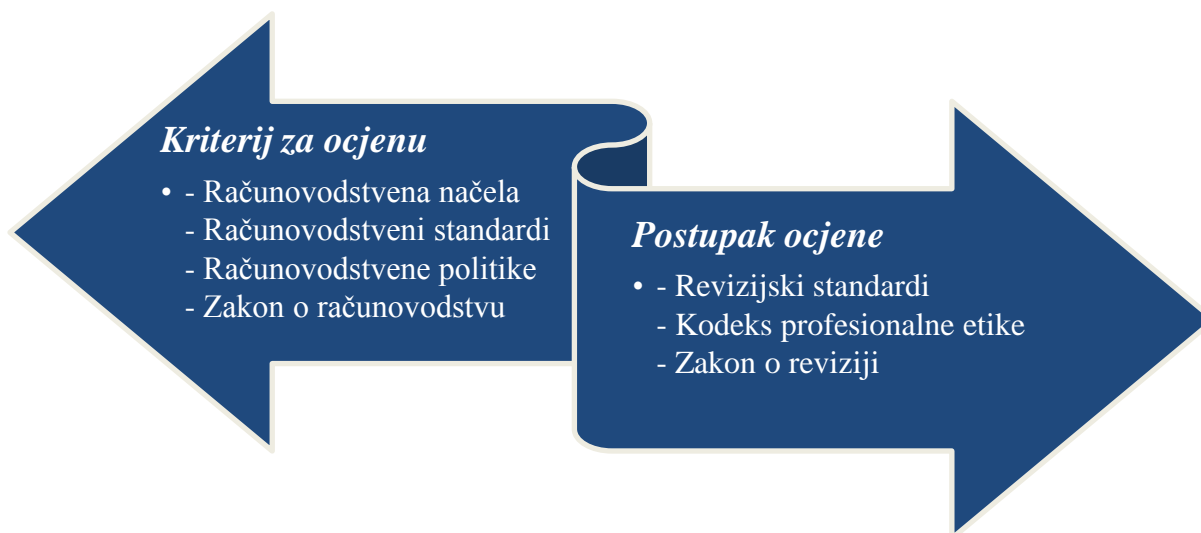 Kriterij za ocjenu
• - Računovodstvena načela
- Računovodstveni standardi
- Računovodstvene politike
- Zakon o računovodstvu
Postupak ocjene
• - Revizijski standardi
- Kodeks profesionalne etike
- Zakon o reviziji